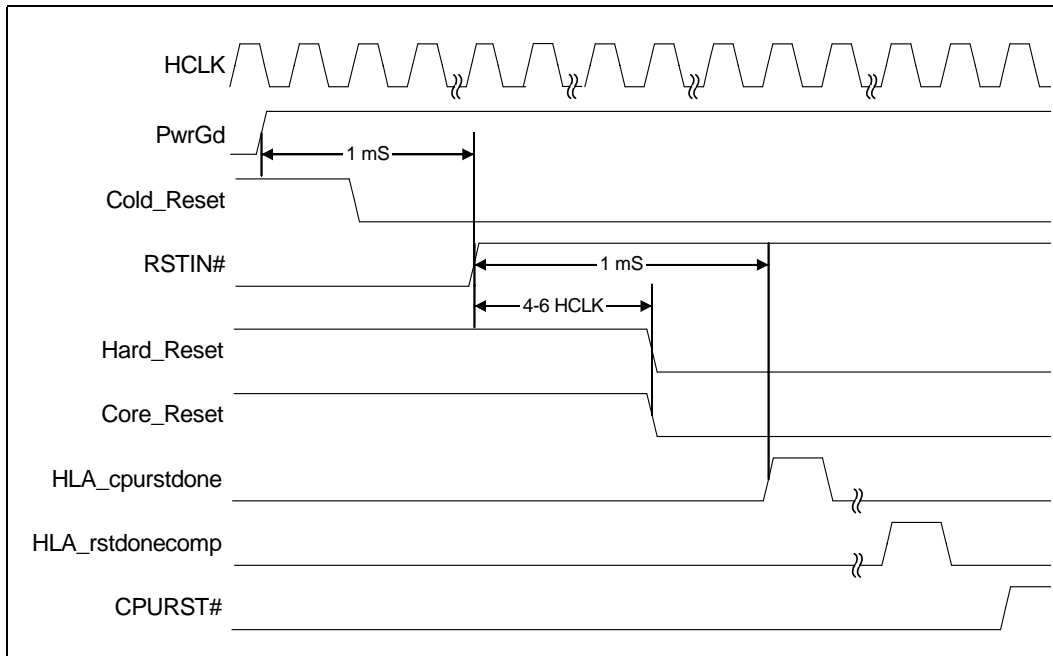 HCLK
PwrGd
1 mS
Cold_Reset
RSTIN#
1 mS
4-6 HCLK
Hard_Reset
Core_Reset
HLA_cpurstdone
HLA_rstdonecomp
CPURST#